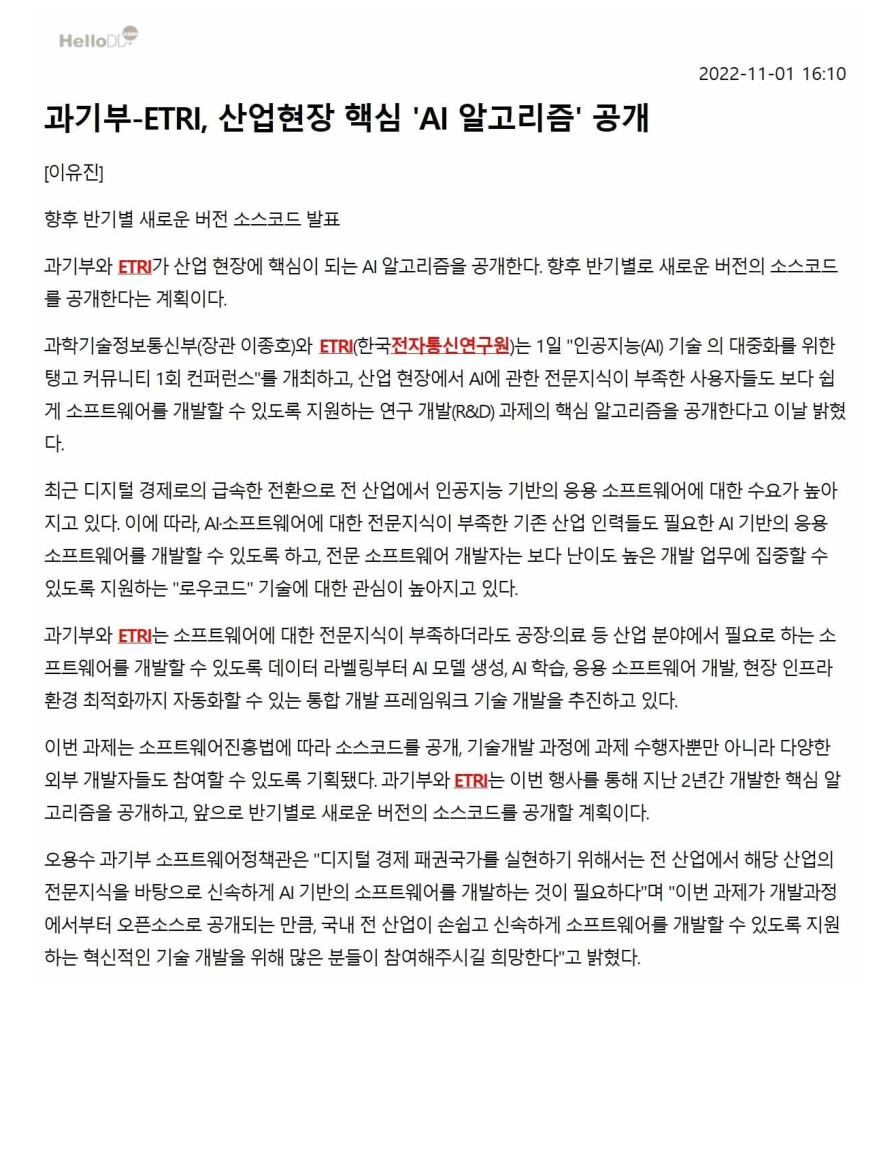 HelloDD.com
2022-11-01 16:10
과기부-ETRI, 산업현장 핵심 'AI 알고리즘' 공개
[이유진]
향후 반기별 새로운 버전 소스코드 발표
과기부와 ETRI가 산업 현장에 핵심이 되는 AI 알고리즘을 공개한다. 향후 반기별로 새로운 버전의 소스코드
를 공개한다는 계획이다.
과학기술정보통신부(장관 이종호)와 ETRI(한국전자통신연구원)는 1일 "인공지능(AI) 기술 의 대중화를 위한
탱고 커뮤니티 1회 컨퍼런스"를 개최하고, 산업 현장에서 AI에 관한 전문지식이 부족한 사용자들도 보다 쉽
게 소프트웨어를 개발할 수 있도록 지원하는 연구 개발(R&D) 과제의 핵심 알고리즘을 공개한다고 이날 밝혔
다.
최근 디지털 경제로의 급속한 전환으로 전 산업에서 인공지능 기반의 응용 소프트웨어에 대한 수요가 높아
지고 있다. 이에 따라, AI·소프트웨어에 대한 전문지식이 부족한 기존 산업 인력들도 필요한 AI 기반의 응용
소프트웨어를 개발할 수 있도록 하고, 전문 소프트웨어 개발자는 보다 난이도 높은 개발 업무에 집중할 수
있도록 지원하는 "로우코드" 기술에 대한 관심이 높아지고 있다.
과기부와 ETRI는 소프트웨어에 대한 전문지식이 부족하더라도 공장·의료 등 산업 분야에서 필요로 하는 소
프트웨어를 개발할 수 있도록 데이터 라벨링부터 AI 모델 생성, AI 학습, 응용 소프트웨어 개발, 현장 인프라
환경 최적화까지 자동화할 수 있는 통합 개발 프레임워크 기술 개발을 추진하고 있다.
이번 과제는 소프트웨어진흥법에 따라 소스코드를 공개, 기술개발 과정에 과제 수행자뿐만 아니라 다양한
외부 개발자들도 참여할 수 있도록 기획됐다. 과기부와 ETRI는 이번 행사를 통해 지난 2년간 개발한 핵심 알
고리즘을 공개하고, 앞으로 반기별로 새로운 버전의 소스코드를 공개할 계획이다.
오용수 과기부 소프트웨어정책관은 "디지털 경제 패권국가를 실현하기 위해서는 전 산업에서 해당 산업의
전문지식을 바탕으로 신속하게 AI 기반의 소프트웨어를 개발하는 것이 필요하다"며 "이번 과제가 개발과정
에서부터 오픈소스로 공개되는 만큼, 국내 전 산업이 손쉽고 신속하게 소프트웨어를 개발할 수 있도록 지원
하는 혁신적인 기술 개발을 위해 많은 분들이 참여해주시길 희망한다"고 밝혔다.